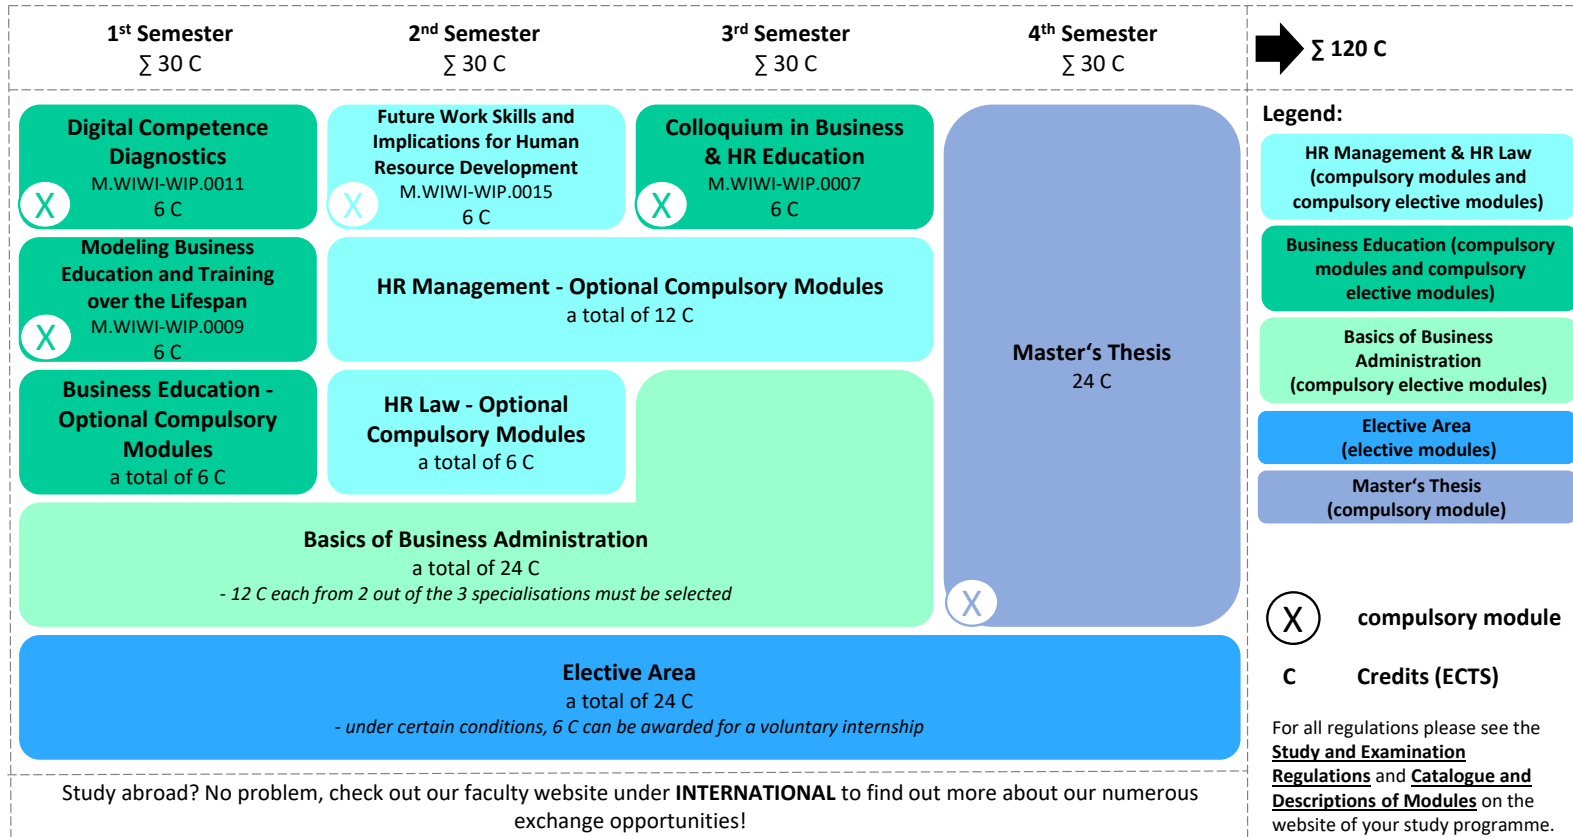 1st Semester
∑ 30 C
2nd Semester
∑ 30 C
3rd Semester
∑ 30 C
4th Semester
∑ 30 C
∑ 120 C
Digital Competence
Diagnostics
M.WIWI-WIP.0011
6 C
X
Future Work Skills and
Implications for Human
Resource Development
M.WIWI-WIP.0015
6 C
X
Colloquium in Business
& HR Education
M.WIWI-WIP.0007
6 C
X
Modeling Business
Education and Training
over the Lifespan
M.WIWI-WIP.0009
6 C
X
HR Management - Optional Compulsory Modules
a total of 12 C
Master‘s Thesis
24 C
X
Business Education -
Optional Compulsory
Modules
a total of 6 C
HR Law - Optional
Compulsory Modules
a total of 6 C
Basics of Business Administration
a total of 24 C
- 12 C each from 2 out of the 3 specialisations must be selected
Elective Area
a total of 24 C
- under certain conditions, 6 C can be awarded for a voluntary internship
Study abroad? No problem, check out our faculty website under INTERNATIONAL to find out more about our numerous
exchange opportunities!
Legend:
HR Management & HR Law
(compulsory modules and
compulsory elective modules)
Business Education (compulsory
modules and compulsory
elective modules)
Basics of Business
Administration
(compulsory elective modules)
Elective Area
(elective modules)
Master‘s Thesis
(compulsory module)
X compulsory module
C Credits (ECTS)
For all regulations please see the
Study and Examination
Regulations and Catalogue and
Descriptions of Modules on the
website of your study programme.